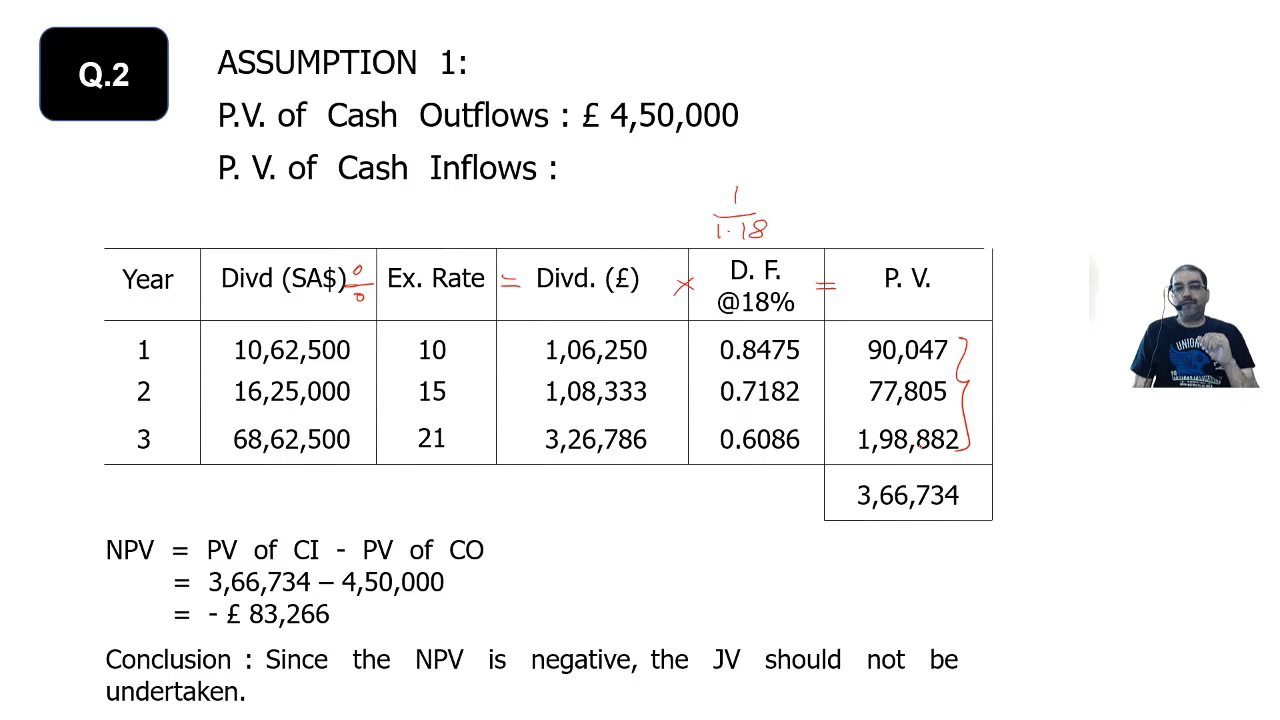 Q.2
ASSUMPTION 1:
P.V. of Cash Outflows : £ 4,50,000
P. V. of Cash Inflows :
1
1.18
Year Divd (SA$) Ex. Rate = Divd. (£) × D. F. @18% = P. V.
1 10,62,500 10 1,06,250 0.8475 90,047
2 16,25,000 15 1,08,333 0.7182 77,805
3 68,62,500 21 3,26,786 0.6086 1,98,882
3,66,734
NPV = PV of CI - PV of CO
= 3,66,734 – 4,50,000
= - £ 83,266
Conclusion : Since the NPV is negative, the JV should not be
undertaken.
UNION